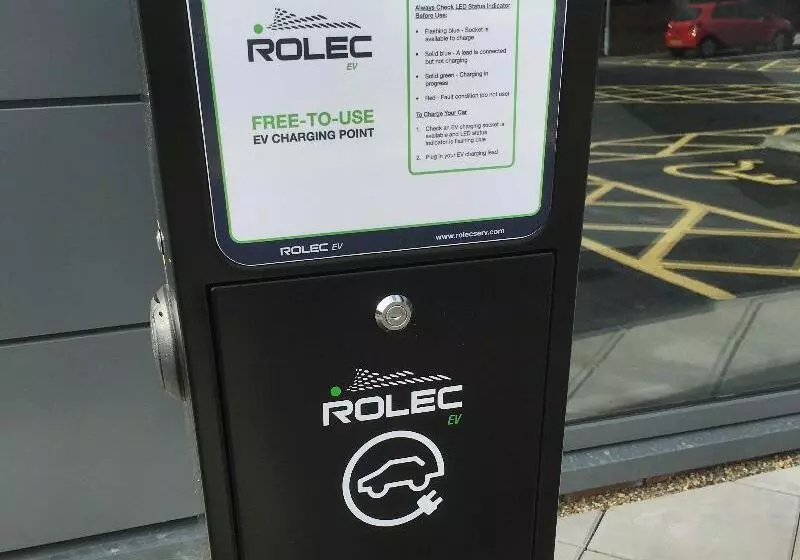 ROLEC
EV
FREE-TO-USE
EV CHARGING POINT
Always Check LED Status Indicator
Before Use:
• Flashing blue - Socket is
available to charge
• Solid blue - A lead is connected
but not charging
• Solid green - Charging in
progress
• Red - Fault condition (do not use)
To Charge Your Car
1. Check an EV charging socket is
available and LED status
indicator is flashing blue
2. Plug in your EV charging lead
ROLEC EV
www.rolecserv.com
ROLEC
EV